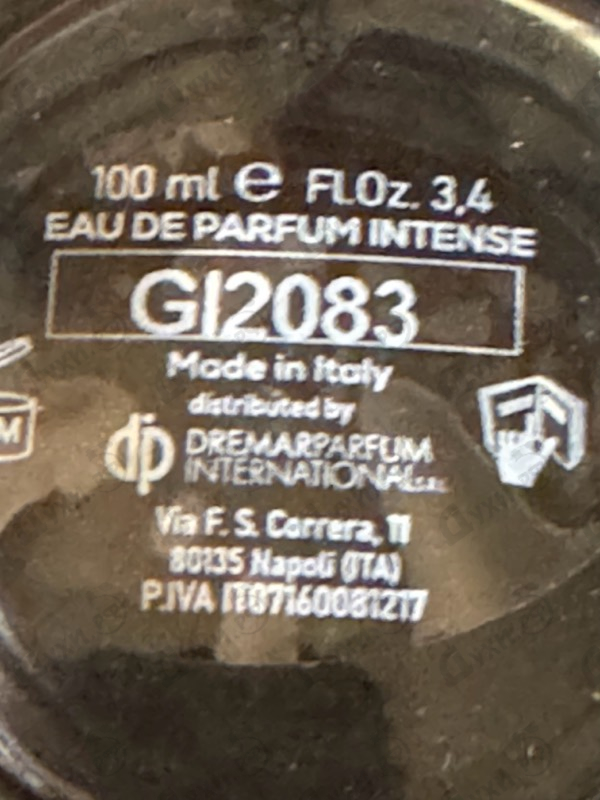 100 ml e Fl.Oz. 3,4
EAU DE PARFUM INTENSE
GI2083
Made in Italy
distributed by
dp DREMARPARFUM
INTERNATIONAL
Via F. S. Correra, 11
80135 Napoli (ITA)
P.IVA IT07160081217
M